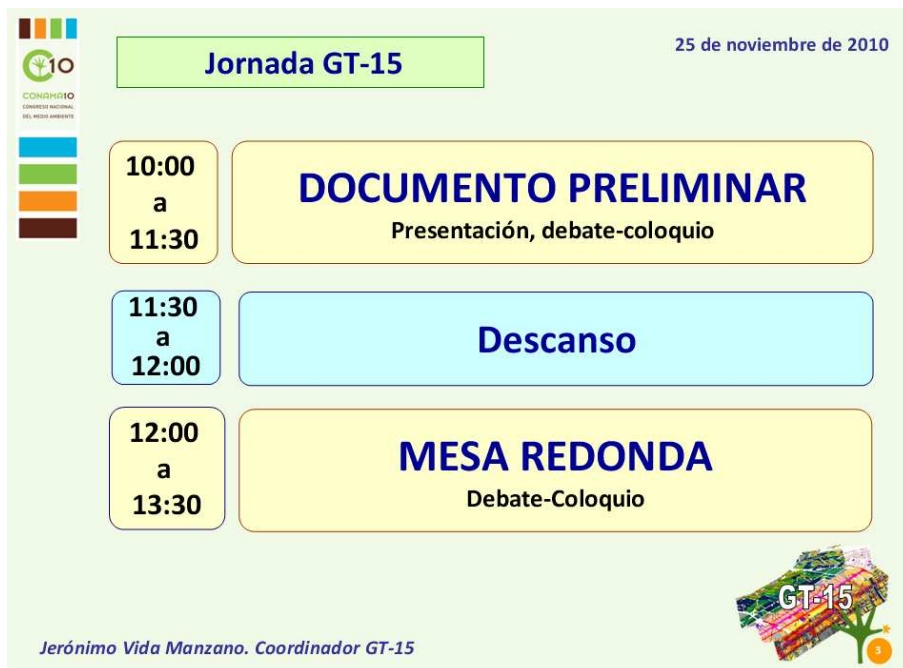 25 de noviembre de 2010
Jornada GT-15
10
CONAMA10
CONGRESO NACIONAL
DEL MEDIO AMBIENTE
10:00
a
11:30
DOCUMENTO PRELIMINAR
Presentación, debate-coloquio
11:30
a
12:00
Descanso
12:00
a
13:30
MESA REDONDA
Debate-Coloquio
GT-15
Jerónimo Vida Manzano. Coordinador GT-15
3